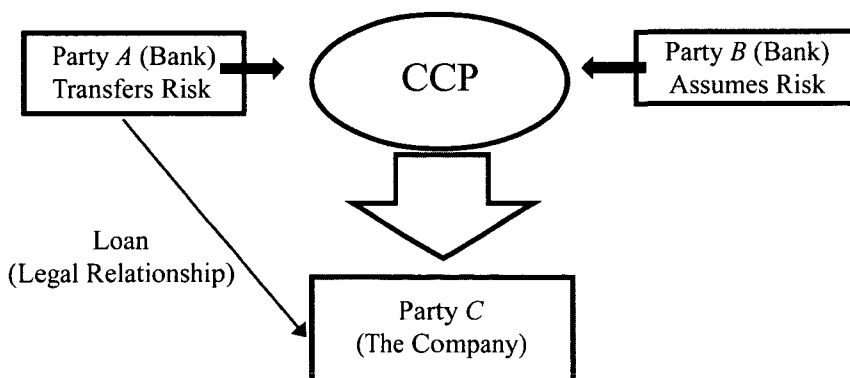 Party A (Bank)
Transfers Risk
CCP
Party B (Bank)
Assumes Risk
Loan
(Legal Relationship)
Party C
(The Company)